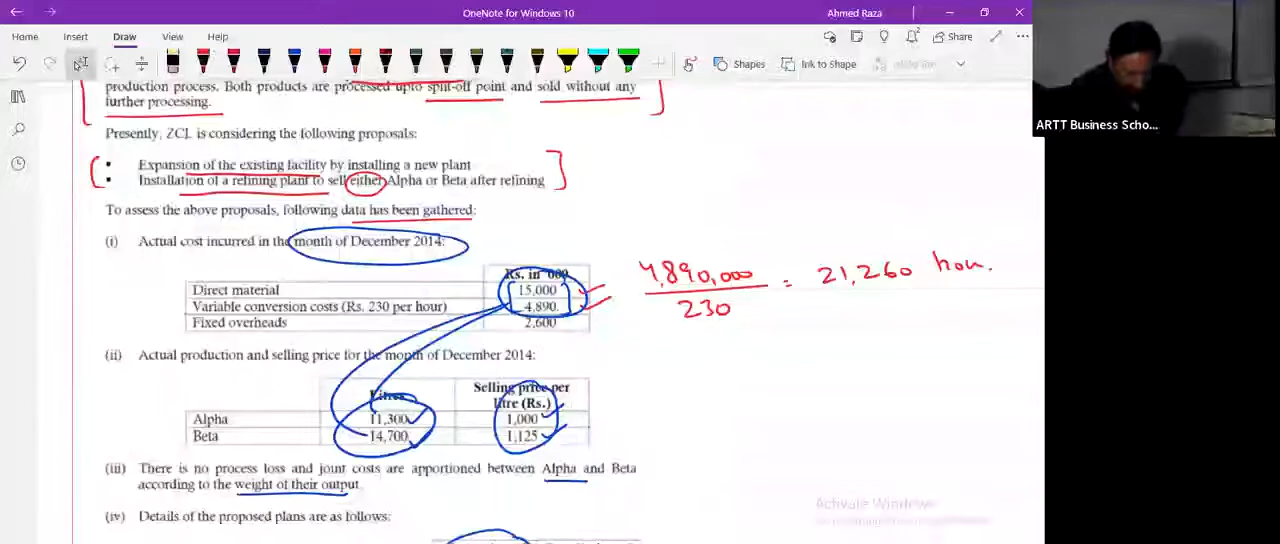 OneNote for Windows 10
Ahmed Raza
Home Insert Draw View Help
Share
Shapes
Ink to Shape
production process. Both products are processed upto split-off point and sold without any
further processing.
Presently, ZCL is considering the following proposals:
• Expansion of the existing facility by installing a new plant
• Installation of a refining plant to sell either Alpha or Beta after refining
To assess the above proposals, following data has been gathered:
(i) Actual cost incurred in the month of December 2014:
Rs. in '000
Direct material 15,000
Variable conversion costs (Rs. 230 per hour) 4,890
Fixed overheads 2,600
4,890,000
230
= 21,260 hour.
(ii) Actual production and selling price for the month of December 2014:
Litres
Selling price per
litre (Rs.)
Alpha 11,300 1,000
Beta 14,700 1,125
(iii) There is no process loss and joint costs are apportioned between Alpha and Beta
according to the weight of their output.
(iv) Details of the proposed plans are as follows:
Activate Windows
ARTT Business Scho...